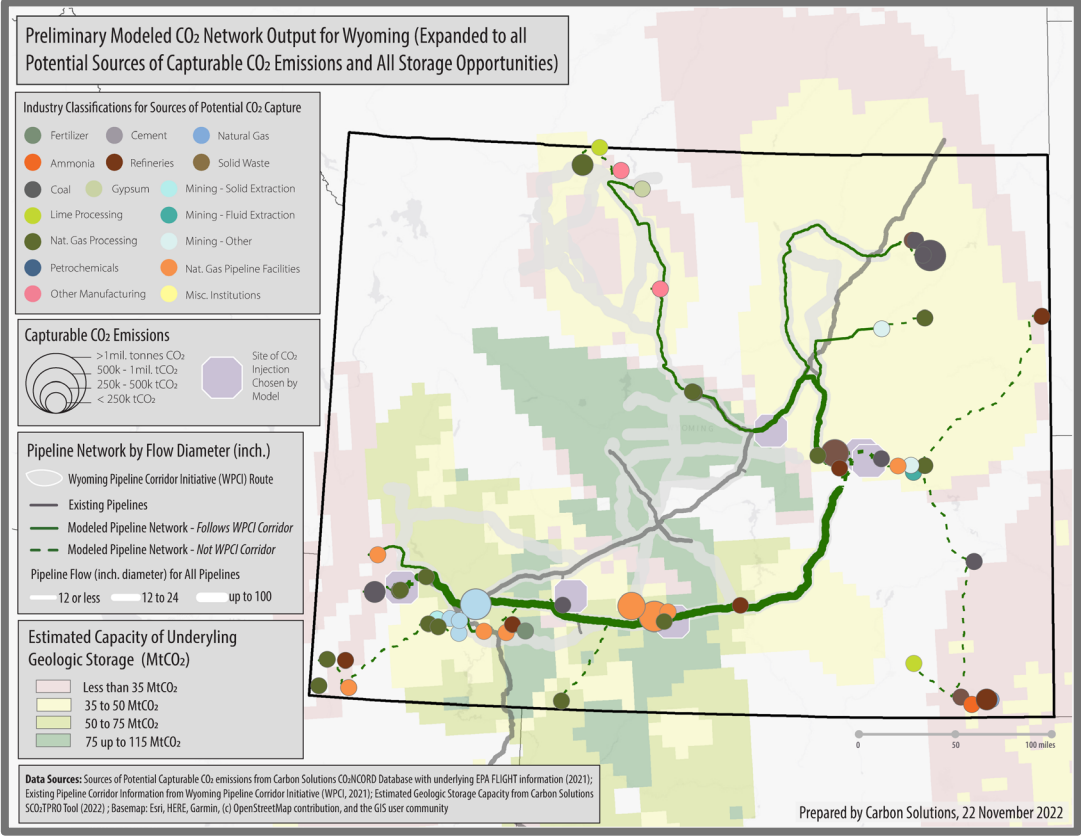 Preliminary Modeled CO₂ Network Output for Wyoming (Expanded to all
Potential Sources of Capturable CO₂ Emissions and All Storage Opportunities)
Industry Classifications for Sources of Potential CO₂ Capture
Fertilizer
Cement
Natural Gas
Ammonia
Refineries
Solid Waste
Coal
Gypsum
Mining - Solid Extraction
Lime Processing
Mining - Fluid Extraction
Nat. Gas Processing
Mining - Other
Petrochemicals
Nat. Gas Pipeline Facilities
Other Manufacturing
Misc. Institutions
Capturable CO₂ Emissions
>1mil. tonnes CO₂
500k - 1mil. tCO₂
250k - 500k tCO₂
< 250k tCO₂
Site of CO₂
Injection
Chosen by
Model
Pipeline Network by Flow Diameter (inch.)
Wyoming Pipeline Corridor Initiative (WPCI) Route
Existing Pipelines
Modeled Pipeline Network - Follows WPCI Corridor
Modeled Pipeline Network - Not WPCI Corridor
Pipeline Flow (inch. diameter) for All Pipelines
12 or less
12 to 24
up to 100
Estimated Capacity of Underyling
Geologic Storage (MtCO₂)
Less than 35 MtCO₂
35 to 50 MtCO₂
50 to 75 MtCO₂
75 up to 115 MtCO₂
0
50
100 miles
Data Sources: Sources of Potential Capturable CO₂ emissions from Carbon Solutions CO₂NCORD Database with underlying EPA FLIGHT information (2021);
Existing Pipeline Corridor Information from Wyoming Pipeline Corridor Initiative (WPCI, 2021); Estimated Geologic Storage Capacity from Carbon Solutions
SCO₂TPRO Tool (2022) ; Basemap: Esri, HERE, Garmin, (c) OpenStreetMap contribution, and the GIS user community
Prepared by Carbon Solutions, 22 November 2022